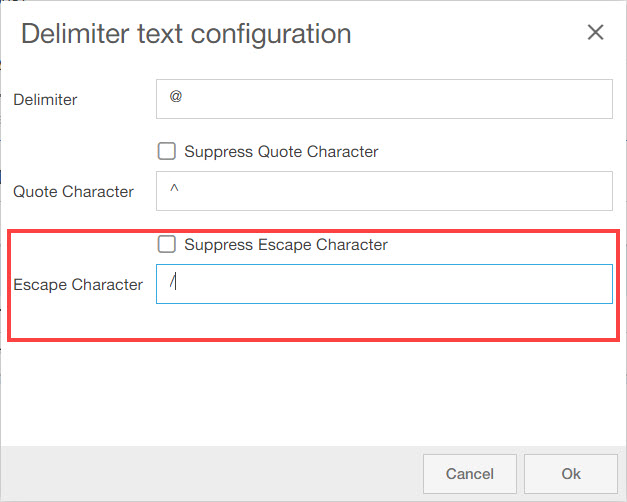 Delimiter text configuration
Delimiter
@
Suppress Quote Character
Quote Character
^
Suppress Escape Character
Escape Character
/
Cancel
Ok